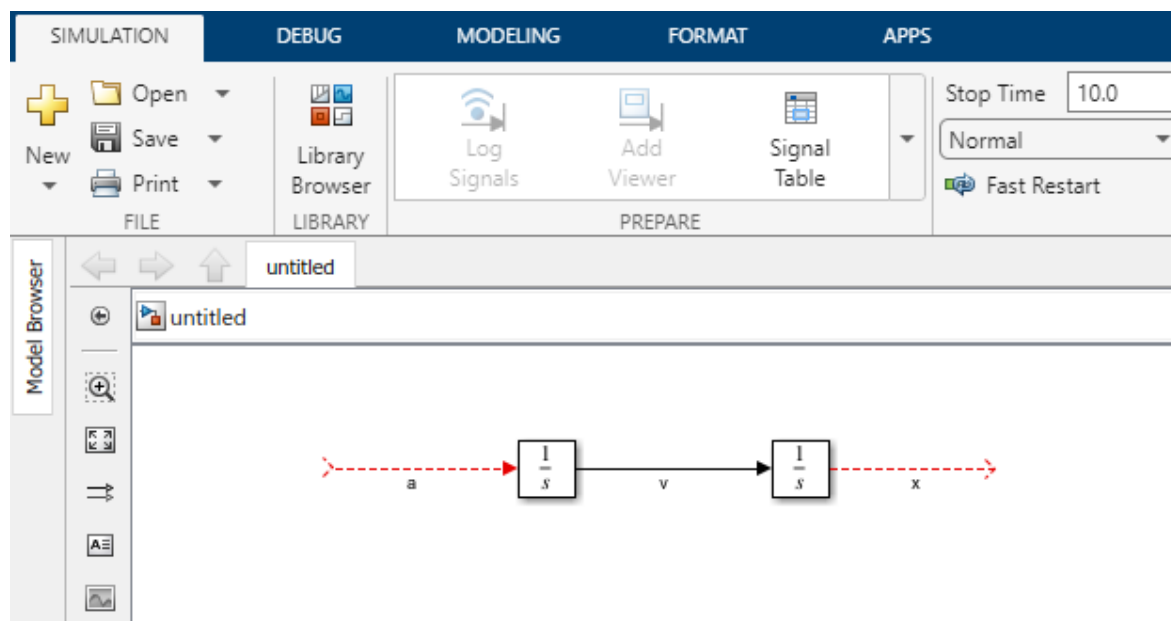 SIMULATION DEBUG MODELING FORMAT APPS
New
Open
Save
Print
FILE
Library
Browser
LIBRARY
Log
Signals
Add
Viewer
Signal
Table
PREPARE
Stop Time 10.0
Normal
Fast Restart
Model Browser
untitled
untitled
A
a
1
s
v
1
s
x